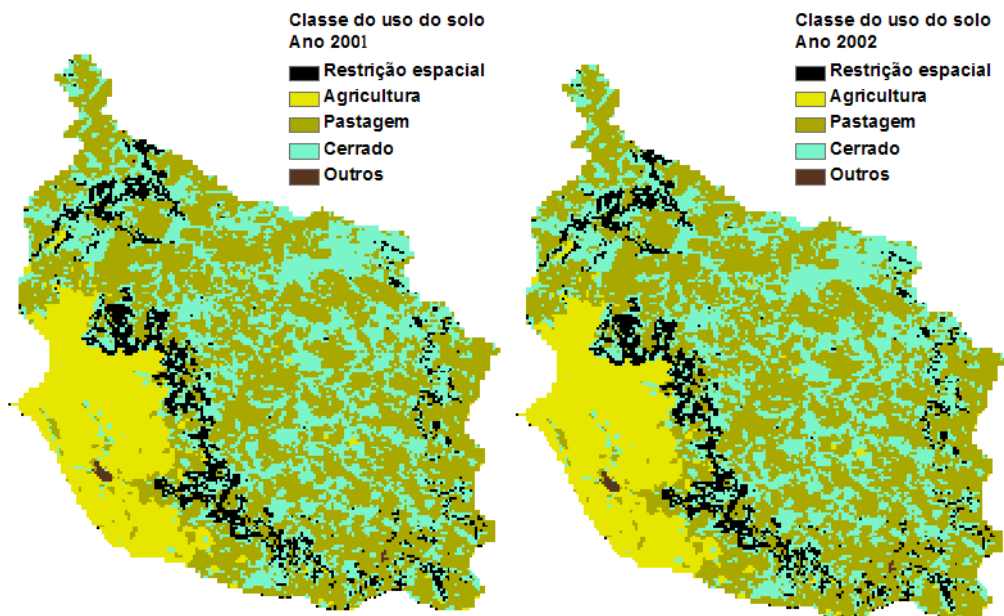 Classe do uso do solo
Ano 2001
Restrição espacial
Agricultura
Pastagem
Cerrado
Outros
Classe do uso do solo
Ano 2002
Restrição espacial
Agricultura
Pastagem
Cerrado
Outros